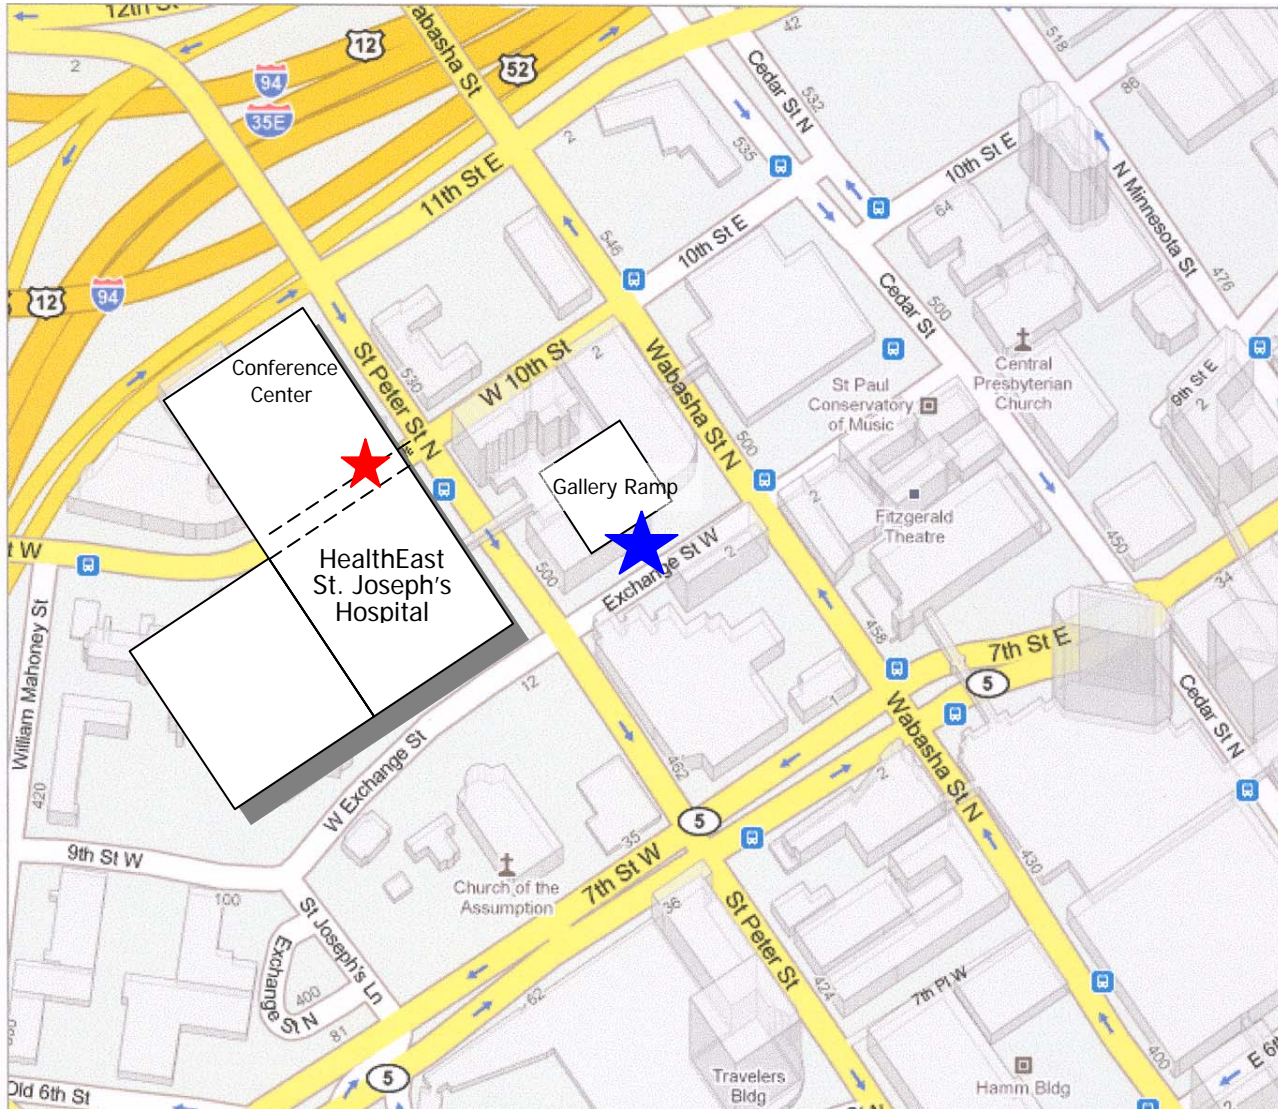 12th St
abasha St
12
94
52
35E
2
42
518
Cedar St N
532
535
86
11th St E
2
10th St E
N Minnesota St
64
546
10th St E
476
12
94
Cedar St
500
Conference
Center
St Peter St N
530
W 10th St
2
Wabasha St N
500
St Paul
Conservatory
of Music
Central
Presbyterian
Church
9th St E
2
Gallery Ramp
2
Fitzgerald
Theatre
450
t W
HealthEast
St. Joseph's
Hospital
500
Exchange St W
2
458
34
William Mahoney St
7th St E
5
12
1
Wabasha St N
Cedar St N
420
W Exchange St
462
2
5
35
9th St W
7th St W
Church of the
Assumption
100
36
430
St Joseph's Ln
Exchange
St N
400
St Peter St
424
7th Pl W
62
81
5
Old 6th St
Travelers
Bldg
Hamm Bldg
400
E 6th
2